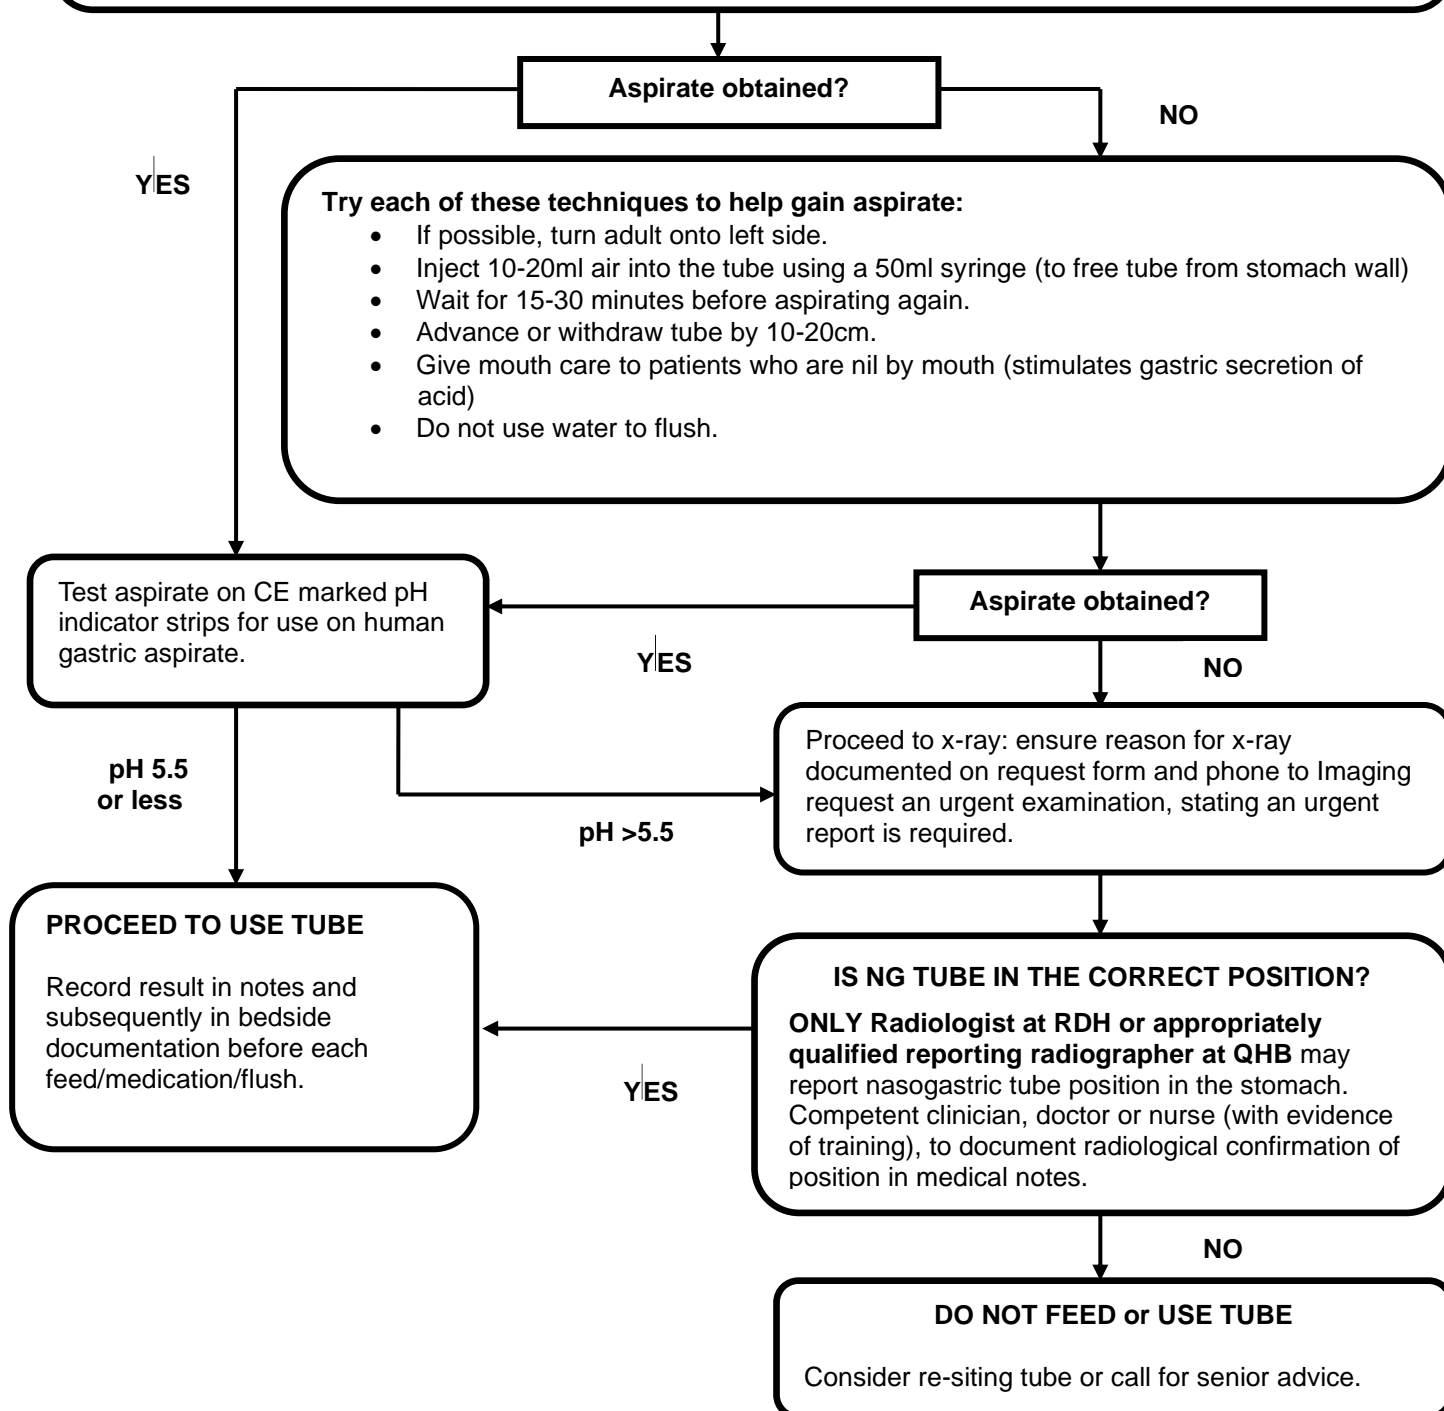 Aspirate obtained?
NO
YES
Try each of these techniques to help gain aspirate:
• If possible, turn adult onto left side.
• Inject 10-20ml air into the tube using a 50ml syringe (to free tube from stomach wall)
• Wait for 15-30 minutes before aspirating again.
• Advance or withdraw tube by 10-20cm.
• Give mouth care to patients who are nil by mouth (stimulates gastric secretion of
acid)
• Do not use water to flush.
Test aspirate on CE marked pH
indicator strips for use on human
gastric aspirate.
Aspirate obtained?
YES
NO
pH 5.5
or less
pH >5.5
Proceed to x-ray: ensure reason for x-ray
documented on request form and phone to Imaging
request an urgent examination, stating an urgent
report is required.
PROCEED TO USE TUBE
Record result in notes and
subsequently in bedside
documentation before each
feed/medication/flush.
YES
IS NG TUBE IN THE CORRECT POSITION?
ONLY Radiologist at RDH or appropriately
qualified reporting radiographer at QHB may
report nasogastric tube position in the stomach.
Competent clinician, doctor or nurse (with evidence
of training), to document radiological confirmation of
position in medical notes.
NO
DO NOT FEED or USE TUBE
Consider re-siting tube or call for senior advice.